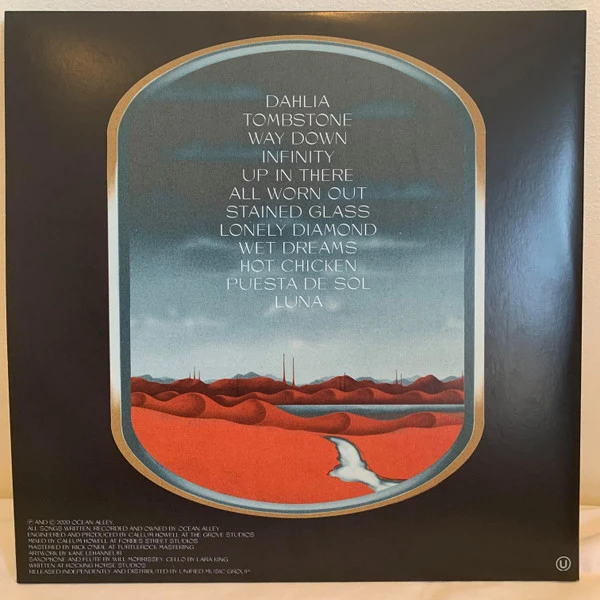 DAHLIA
TOMBSTONE
WAY DOWN
INFINITY
UP IN THERE
ALL WORN OUT
STAINED GLASS
LONELY DIAMOND
WET DREAMS
HOT CHICKEN
PUESTA DE SOL
LUNA
℗ AND © 2020 OCEAN ALLEY
ALL SONGS WRITTEN, RECORDED AND OWNED BY OCEAN ALLEY
ENGINEERED AND PRODUCED BY CALLUM HOWELL AT THE GROVE STUDIOS
MIXED BY CALLUM HOWELL AT FORBES STREET STUDIOS
MASTERED BY RICK O'NEIL AT TURTLEROCK MASTERING
ARTWORK BY KANE LEHANNEUR
SAXOPHONE AND FLUTE BY WILL MORRISSEY. CELLO BY LARA KING
WRITTEN AT ROCKING HORSE STUDIOS
RELEASED INDEPENDENTLY AND DISTRIBUTED BY UNIFIED MUSIC GROUP
U